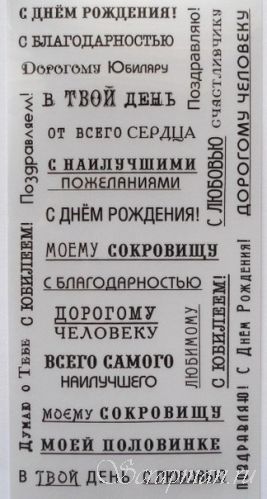 С ДНЁМ РОЖДЕНИЯ!
С БЛАГОДАРНОСТЬЮ
Дорогому Юбиляру
В ТВОЙ ДЕНЬ
ОТ ВСЕГО СЕРДЦА
С НАИЛУЧШИМИ
ПОЖЕЛАНИЯМИ
С ДНЁМ РОЖДЕНИЯ!
МОЕМУ СОКРОВИЩУ
С БЛАГОДАРНОСТЬЮ
ДОРОГОМУ
ЧЕЛОВЕКУ
ВСЕГО САМОГО
НАИЛУЧШЕГО
МОЕМУ СОКРОВИЩУ
МОЕЙ ПОЛОВИНКЕ
В ТВОЙ ДЕНЬ
С ЛЮБОВЬЮ
Поздравляем!
С ЮБИЛЕЕМ!
Думаю о Тебе
Поздравляю!
С ЛЮБОВЬЮ
СЧАСТЛИВЧИКУ
ДОРОГОМУ ЧЕЛОВЕКУ
ЛЮБИМОМУ
С ЮБИЛЕЕМ!
ПОЗДРАВЛЯЮ! С Днем Рождения!